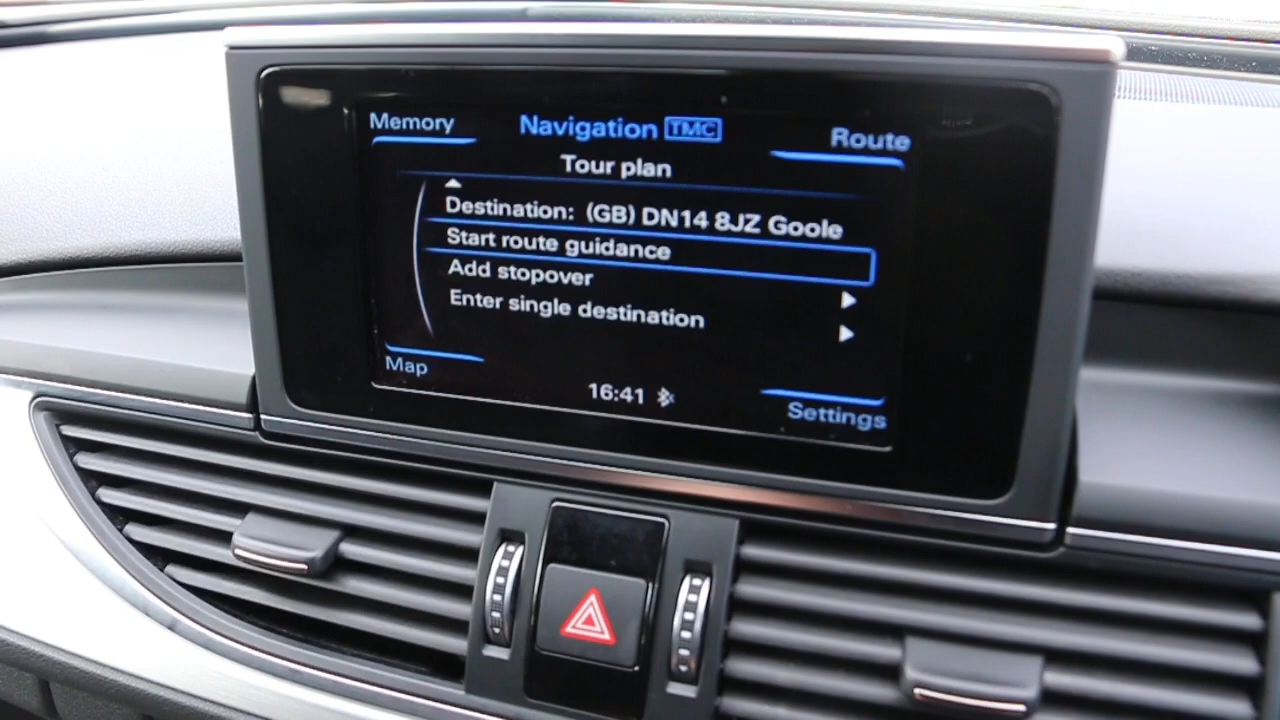 Memory
Navigation TMC
Route
Tour plan
Destination: (GB) DN14 8JZ Goole
Start route guidance
Add stopover
Enter single destination
Map
16:41
Settings